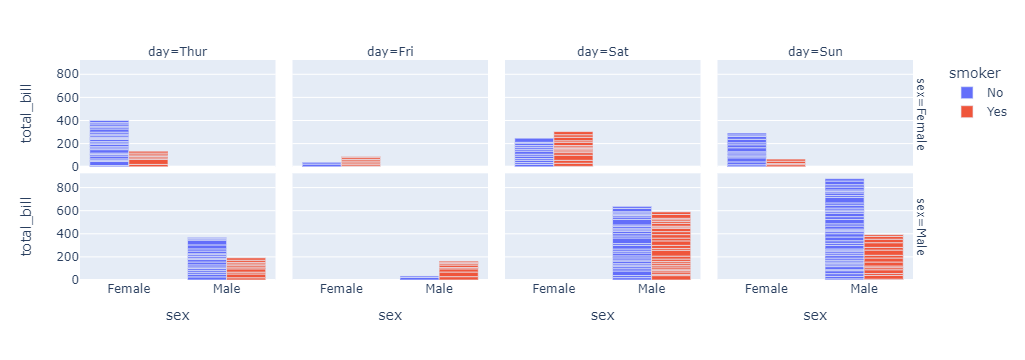 day=Thur day=Fri day=Sat day=Sun
smoker
No
Yes
total_bill
800
600
400
200
0
sex=Female
total_bill
800
600
400
200
0
sex=Male
Female Male Female Male Female Male Female Male
sex sex sex sex